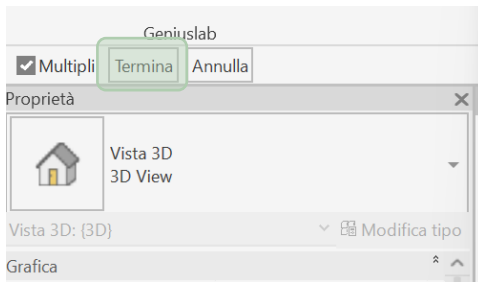 Geniuslab
Multipli Termina Annulla
Proprietà
Vista 3D
3D View
Vista 3D: {3D} Modifica tipo
Grafica